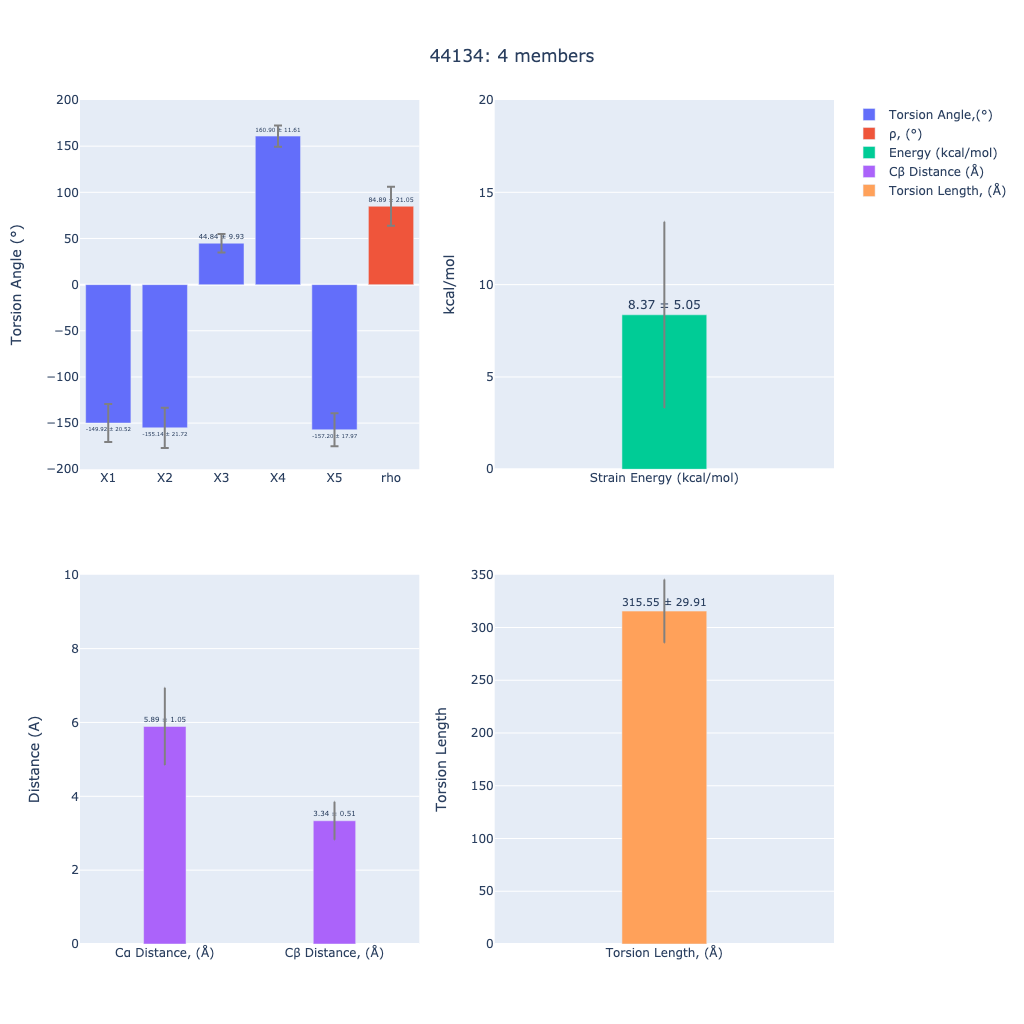 44134: 4 members
Torsion Angle (°)
200
150
100
50
0
−50
−100
−150
−200
-149.92 ± 20.52
-155.14 ± 21.72
44.84 ± 9.93
160.90 ± 11.61
-157.20 ± 17.97
84.89 ± 21.05
X1 X2 X3 X4 X5 rho
kcal/mol
20
15
10
5
0
8.37 ± 5.05
Strain Energy (kcal/mol)
Torsion Angle,(°)
ρ, (°)
Energy (kcal/mol)
Cβ Distance (Å)
Torsion Length, (Å)
Distance (A)
10
8
6
4
2
0
5.89 ± 1.05
3.34 ± 0.51
Cα Distance, (Å) Cβ Distance, (Å)
Torsion Length
350
300
250
200
150
100
50
0
315.55 ± 29.91
Torsion Length, (Å)